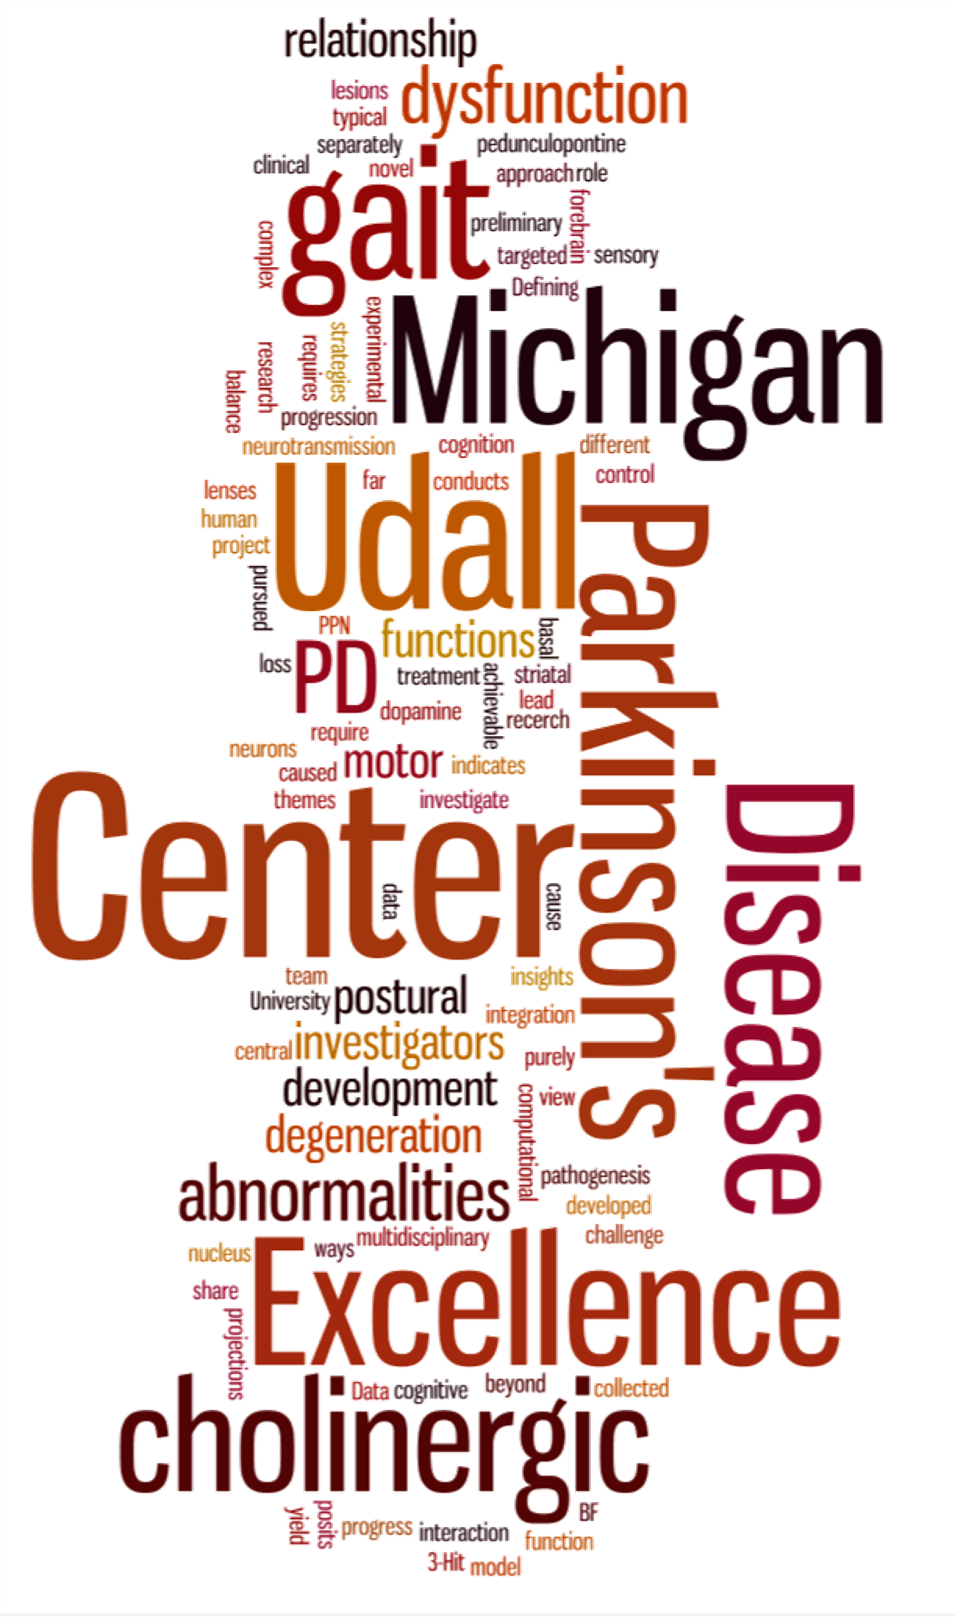 relationship
lesions
dysfunction
typical
separately
pedunculopontine
clinical
novel
approach
role
gait
forebrain
preliminary
complex
targeted
sensory
Defining
Michigan
experimental
strategies
requires
research
balance
progression
neurotransmission
cognition
different
far
conducts
control
lenses
Udall
human
project
pursued
Parkinson's
PPN
functions
basal
loss
PD
treatment
achievable
striatal
dopamine
lead
recerch
require
neurons
caused
motor
indicates
themes
investigate
Center
Disease
data
cause
team
insights
University
postural
integration
central
investigators
purely
development
computational
view
degeneration
abnormalities
pathogenesis
developed
multidisciplinary
challenge
nucleus
ways
Excellence
share
projections
Data
cognitive
beyond
collected
cholinergic
yield
posits
progress
interaction
BF
function
3-Hit
model